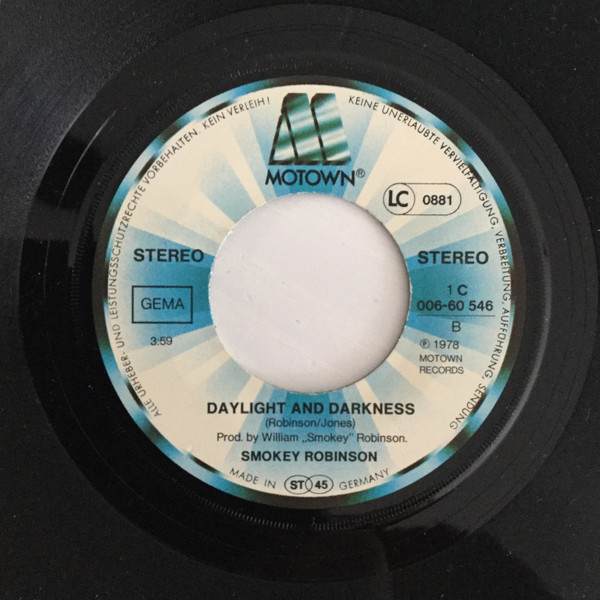 ALLE URHEBER- UND LEISTUNGSSCHUTZRECHTE VORBEHALTEN. KEIN VERLEIH! KEINE UNERLAUBTE VERVIELFÄLTIGUNG, VERBREITUNG, AUFFÜHRUNG, SENDUNG
MOTOWN®
LC 0881
STEREO
STEREO
GEMA
3:59
1 C
006-60 546
B
℗ 1978
MOTOWN
RECORDS
DAYLIGHT AND DARKNESS
(Robinson/Jones)
Prod. by William „Smokey" Robinson.
SMOKEY ROBINSON
MADE IN ST 45 GERMANY